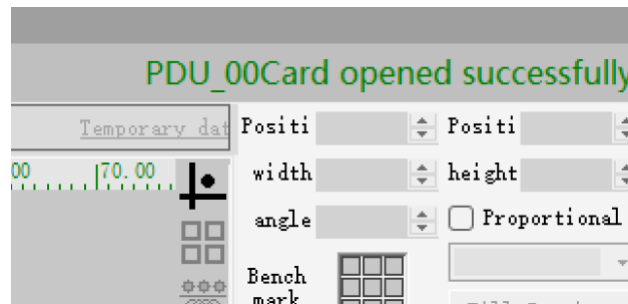 PDU_00Card opened successfully
Temporary dat
Positi
Positi
00
70.00
width
height
angle
Proportional
Bench
mark